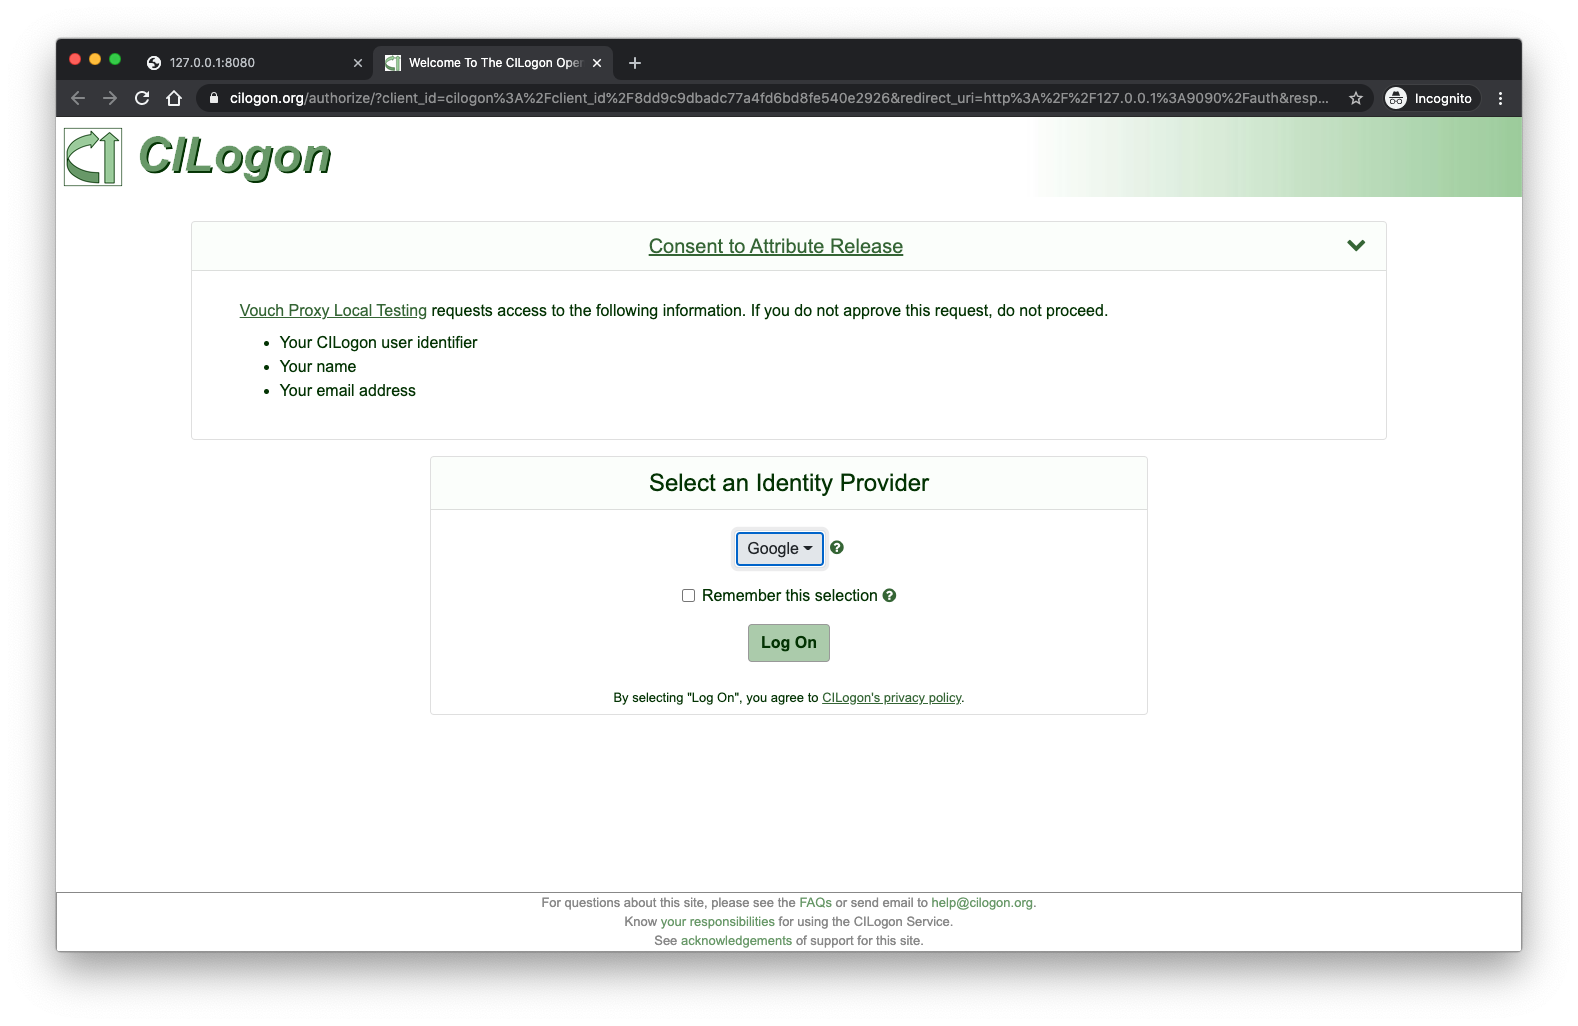 127.0.0.1:8080
Welcome To The CILogon Ope
cilogon.org/authorize/?client_id=cilogon%3A%2Fclient_id%2F8dd9c9dbadc77a4fd6bd8fe540e2926&redirect_uri=http%3A%2F%2F127.0.0.1%3A9090%2Fauth&resp...
Incognito
CILogon
Consent to Attribute Release
Vouch Proxy Local Testing requests access to the following information. If you do not approve this request, do not proceed.
• Your CILogon user identifier
• Your name
• Your email address
Select an Identity Provider
Google
Remember this selection
Log On
By selecting "Log On", you agree to CILogon's privacy policy.
For questions about this site, please see the FAQs or send email to help@cilogon.org.
Know your responsibilities for using the CILogon Service.
See acknowledgements of support for this site.